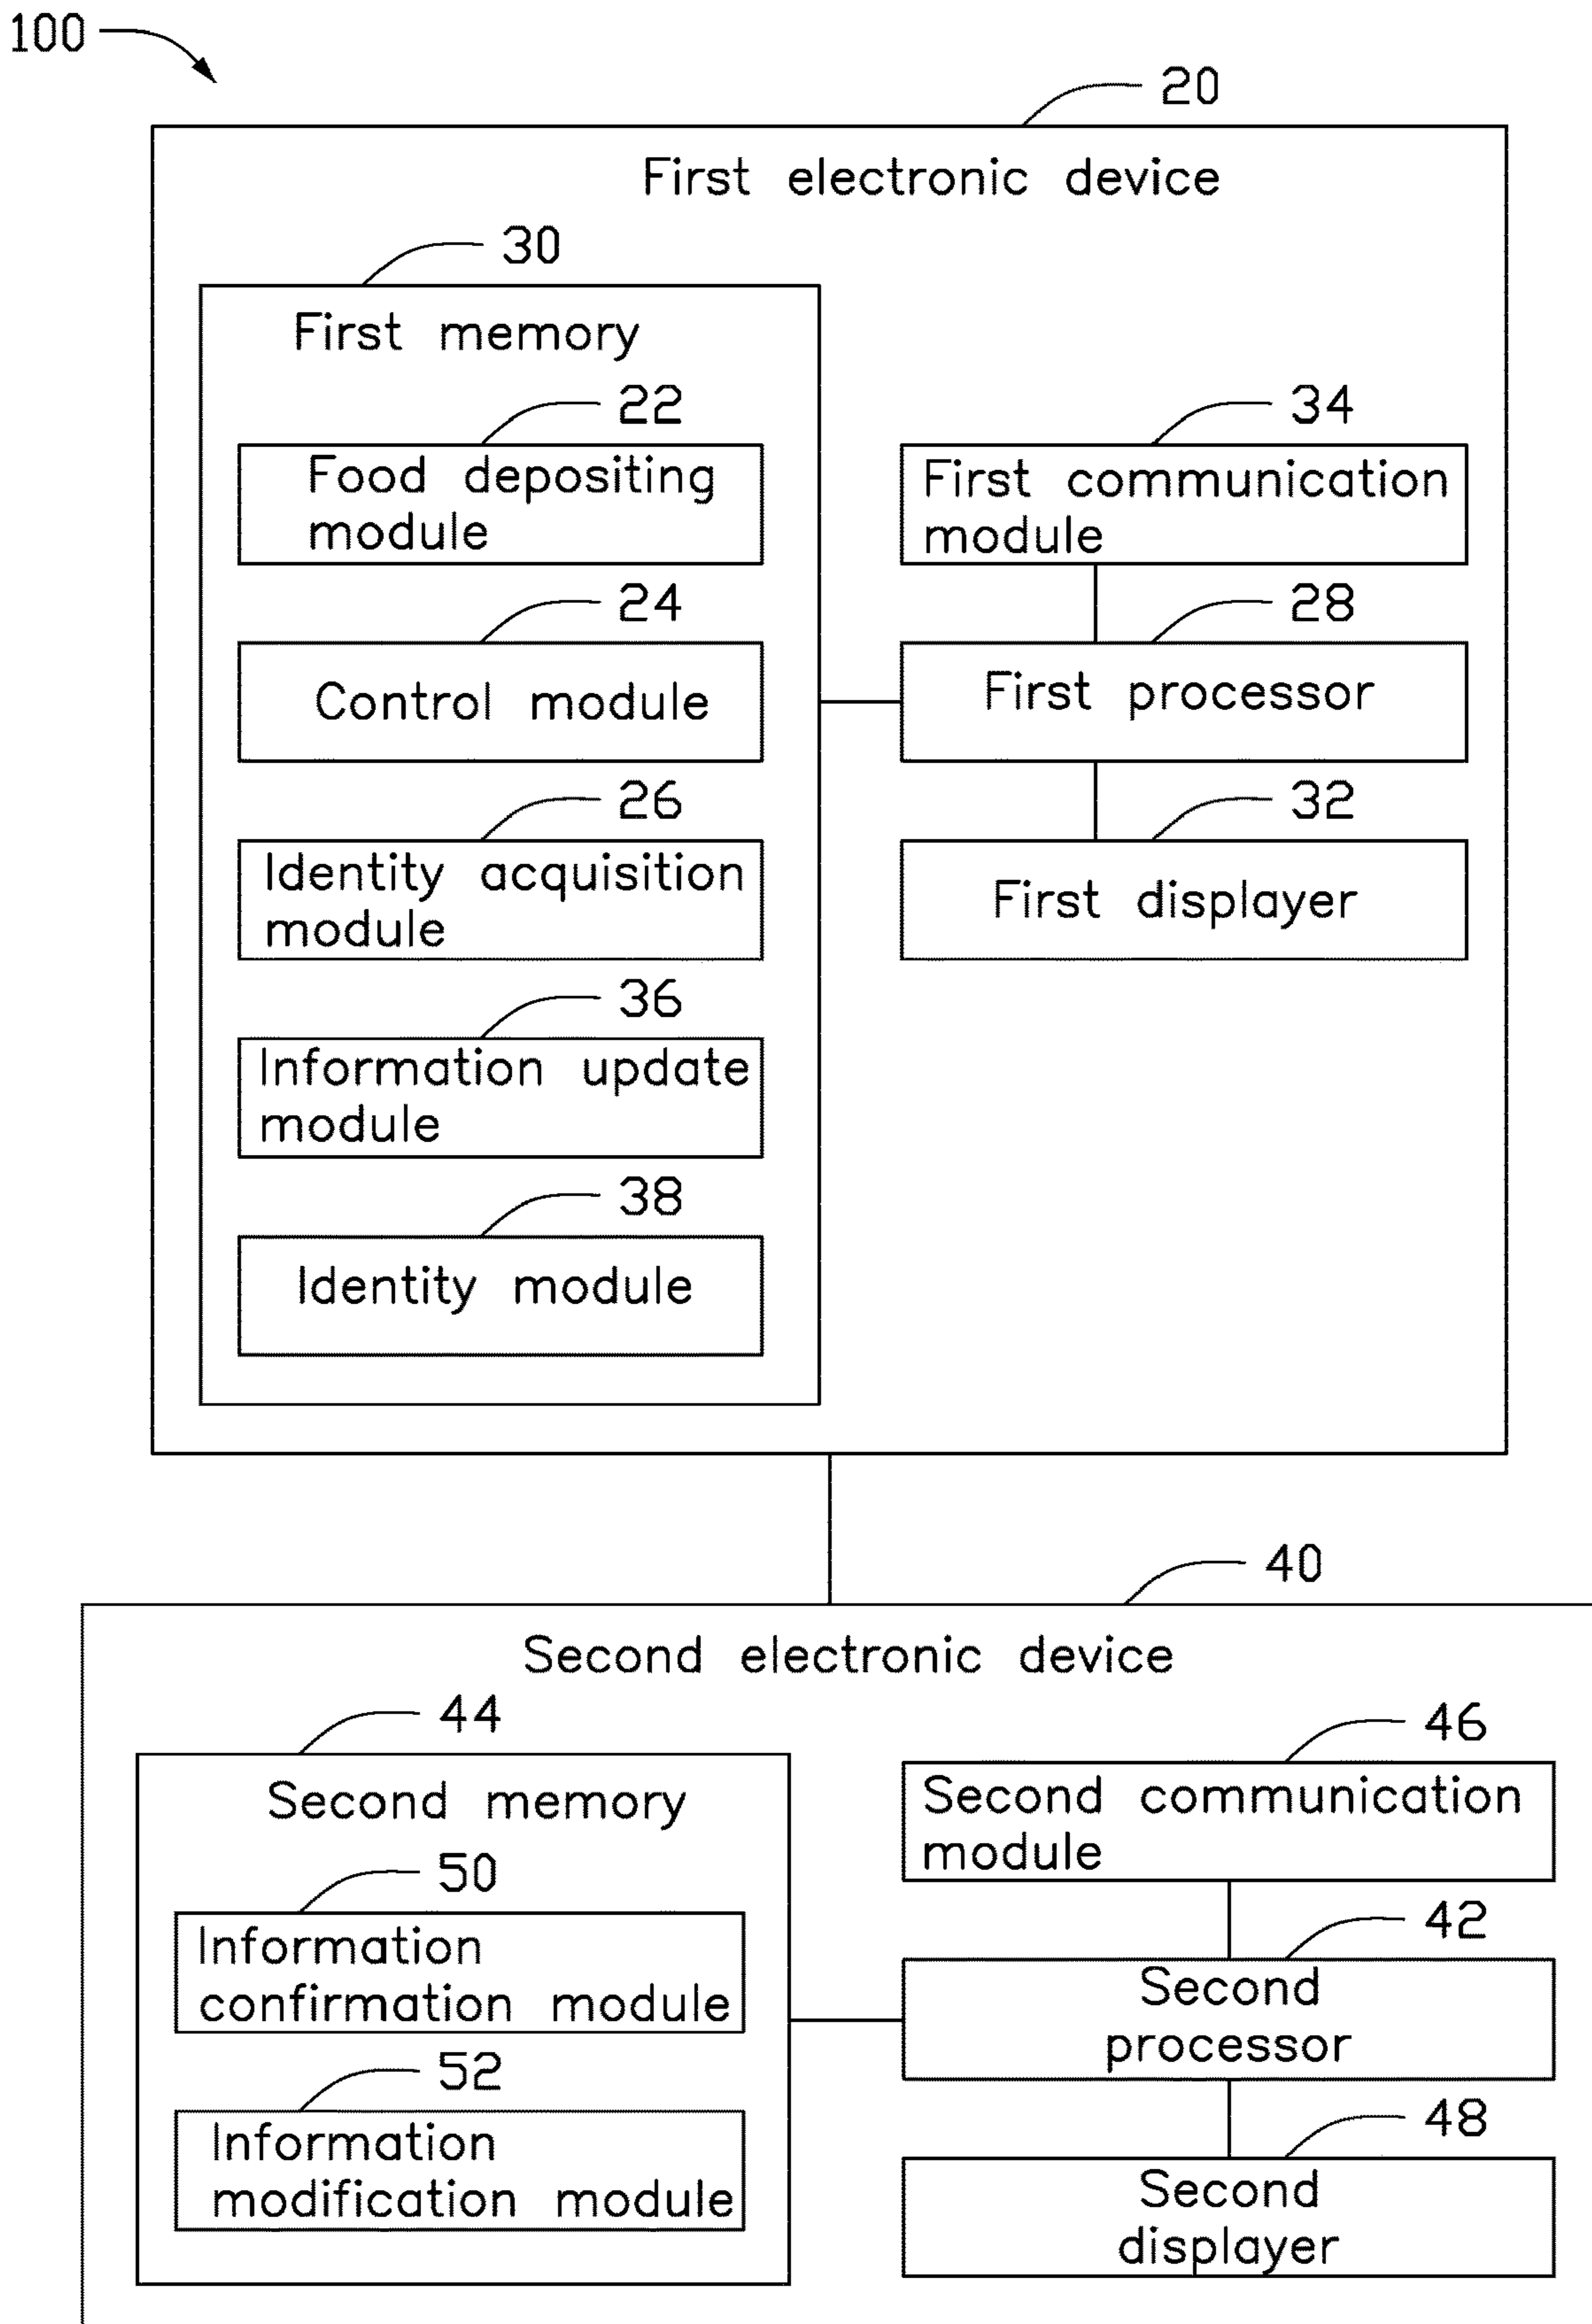 100
20
First electronic device
30
First memory
22
Food depositing
module
24
Control module
26
Identity acquisition
module
36
Information update
module
38
Identity module
34
First communication
module
28
First processor
32
First displayer
40
Second electronic device
44
Second memory
50
Information
confirmation module
52
Information
modification module
46
Second communication
module
42
Second
processor
48
Second
displayer